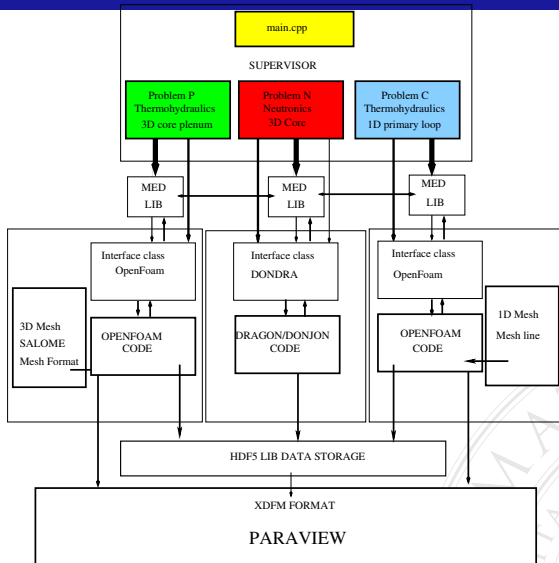 main.cpp
SUPERVISOR
Problem P
Thermohydraulics
3D core plenum
Problem N
Neutronics
3D Core
Problem C
Thermohydraulics
1D primary loop
MED
LIB
MED
LIB
MED
LIB
Interface class
OpenFoam
Interface class
DONDRA
Interface class
OpenFoam
3D Mesh
SALOME
Mesh Format
OPENFOAM
CODE
DRAGON/DONJON
CODE
OPENFOAM
CODE
1D Mesh
Mesh line
HDF5 LIB DATA STORAGE
XDFM FORMAT
PARAVIEW